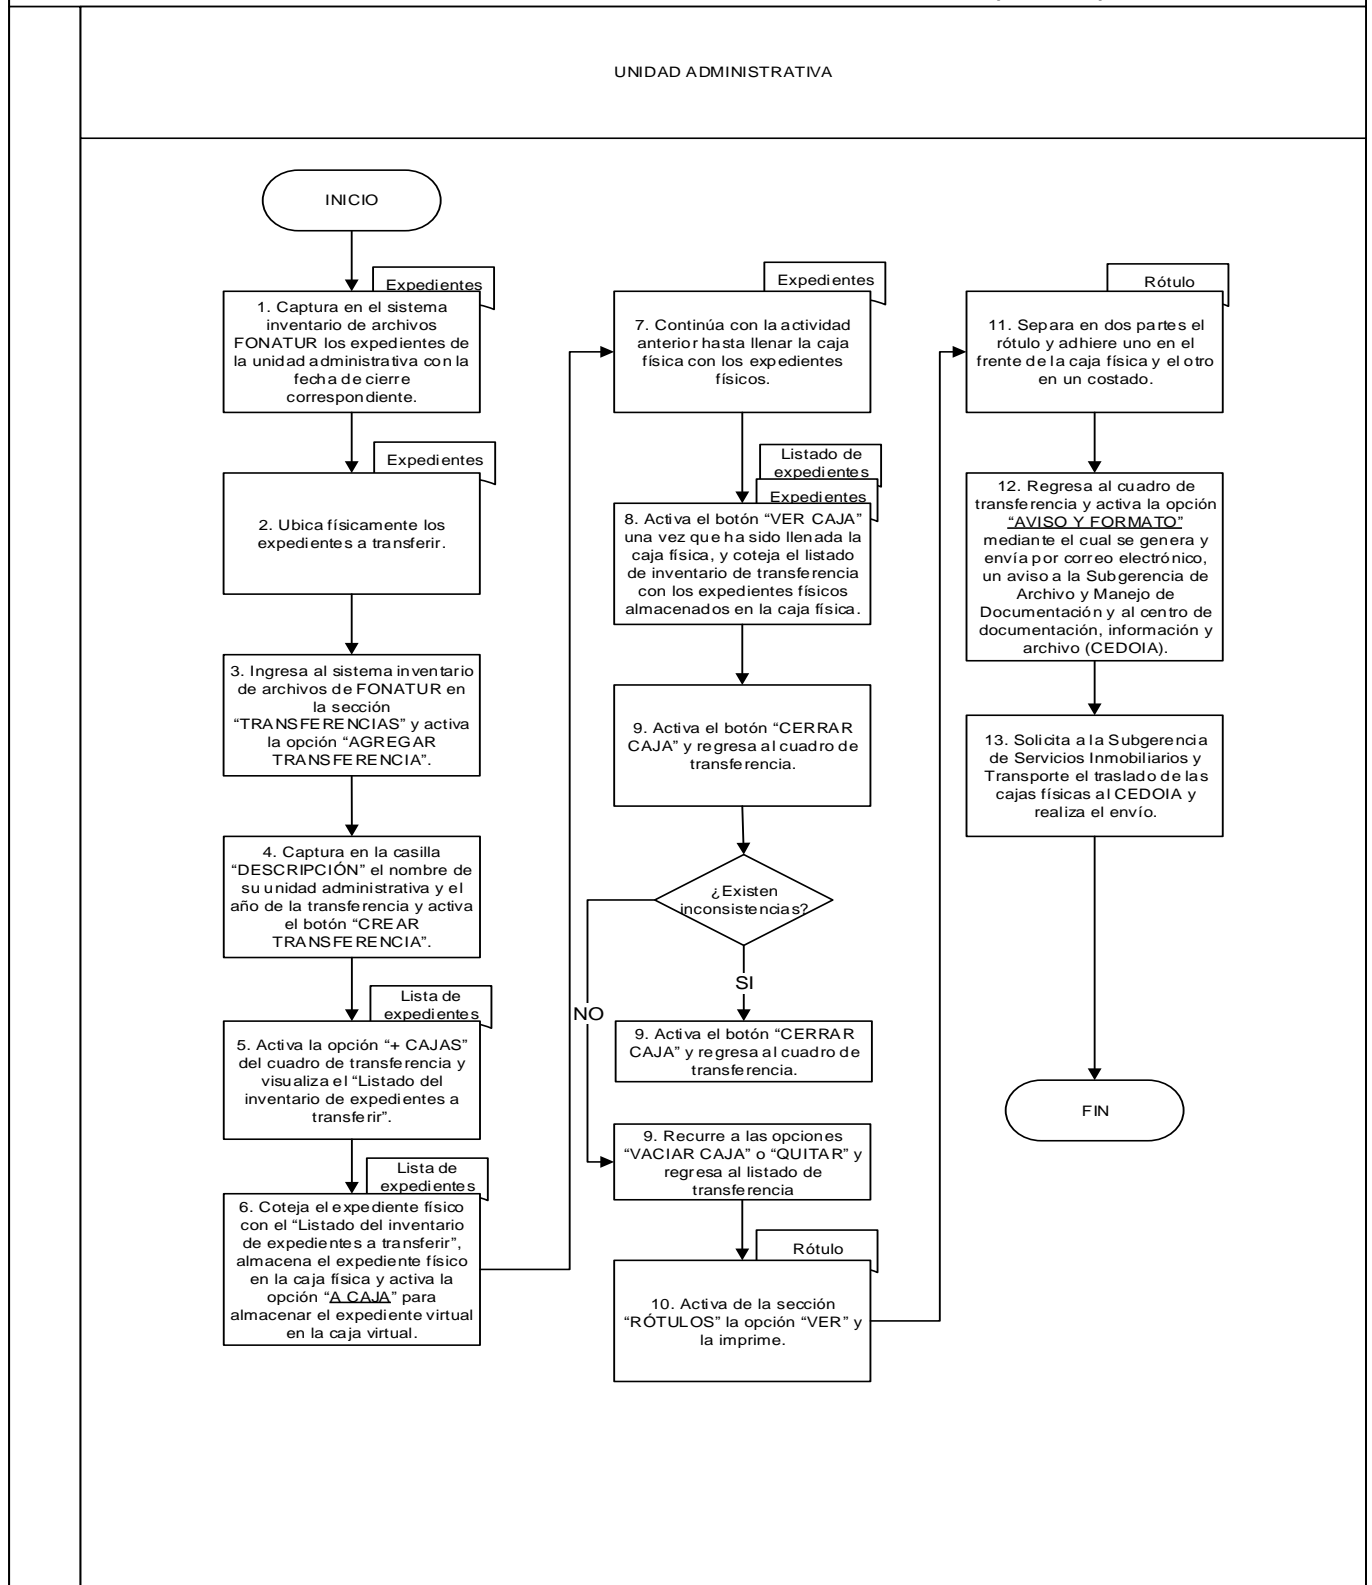 UNIDAD ADMINISTRATIVA
INICIO
Expedientes
1. Captura en el sistema
inventario de archivos
FONATUR los expedientes de
la unidad administrativa con la
fecha de cierre
correspondiente.
Expedientes
2. Ubica físicamente los
expedientes a transferir.
3. Ingresa al sistema inventario
de archivos de FONATUR en
la sección
“TRANSFERENCIAS” y activa
la opción “AGREGAR
TRANSFERENCIA”.
4. Captura en la casilla
“DESCRIPCIÓN” el nombre de
su unidad administrativa y el
año de la transferencia y activa
el botón “CREAR
TRANSFERENCIA”.
Lista de
expedientes
5. Activa la opción “+ CAJAS”
del cuadro de transferencia y
visualiza el “Listado del
inventario de expedientes a
transferir”.
Lista de
expedientes
6. Coteja el expediente físico
con el “Listado del inventario
de expedientes a transferir”,
almacena el expediente físico
en la caja física y activa la
opción “A CAJA” para
almacenar el expediente virtual
en la caja virtual.
Expedientes
7. Continúa con la actividad
anterior hasta llenar la caja
física con los expedientes
físicos.
Listado de
expedientes
Expedientes
8. Activa el botón “VER CAJA”
una vez que ha sido llenada la
caja física, y coteja el listado
de inventario de transferencia
con los expedientes físicos
almacenados en la caja física.
9. Activa el botón “CERRAR
CAJA” y regresa al cuadro de
transferencia.
¿Existen
inconsistencias?
SI
NO
9. Activa el botón “CERRAR
CAJA” y regresa al cuadro de
transferencia.
9. Recurre a las opciones
“VACIAR CAJA” o “QUITAR” y
regresa al listado de
transferencia
Rótulo
10. Activa de la sección
“RÓTULOS” la opción “VER” y
la imprime.
Rótulo
11. Separa en dos partes el
rótulo y adhiere uno en el
frente de la caja física y el otro
en un costado.
12. Regresa al cuadro de
transferencia y activa la opción
“AVISO Y FORMATO”
mediante el cual se genera y
envía por correo electrónico,
un aviso a la Subgerencia de
Archivo y Manejo de
Documentación y al centro de
documentación, información y
archivo (CEDOIA).
13. Solicita a la Subgerencia
de Servicios Inmobiliarios y
Transporte el traslado de las
cajas físicas al CEDOIA y
realiza el envío.
FIN